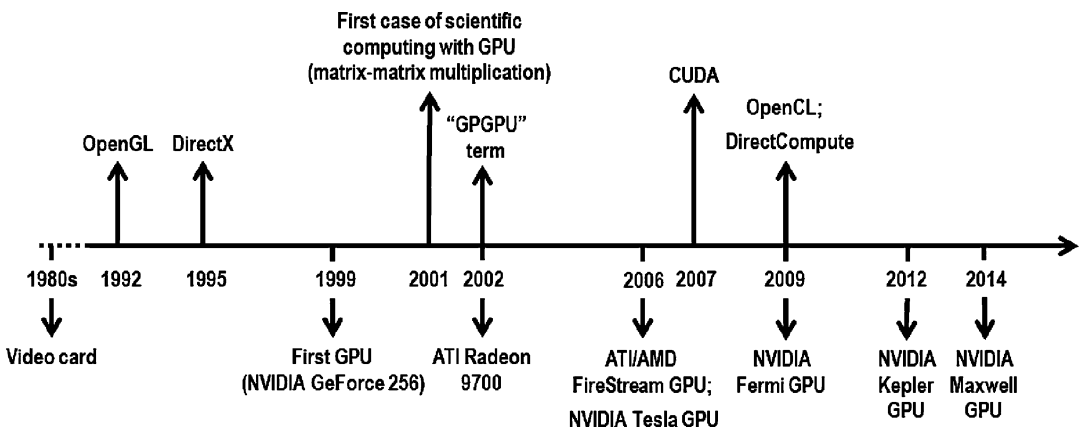 First case of scientific
computing with GPU
(matrix-matrix multiplication)
CUDA
"GPGPU"
term
OpenCL;
DirectCompute
OpenGL
DirectX
1980s
1992
1995
1999
2001
2002
2006
2007
2009
2012
2014
Video card
First GPU
(NVIDIA GeForce 256)
ATI Radeon
9700
ATI/AMD
FireStream GPU;
NVIDIA Tesla GPU
NVIDIA
Fermi GPU
NVIDIA
Kepler
GPU
NVIDIA
Maxwell
GPU